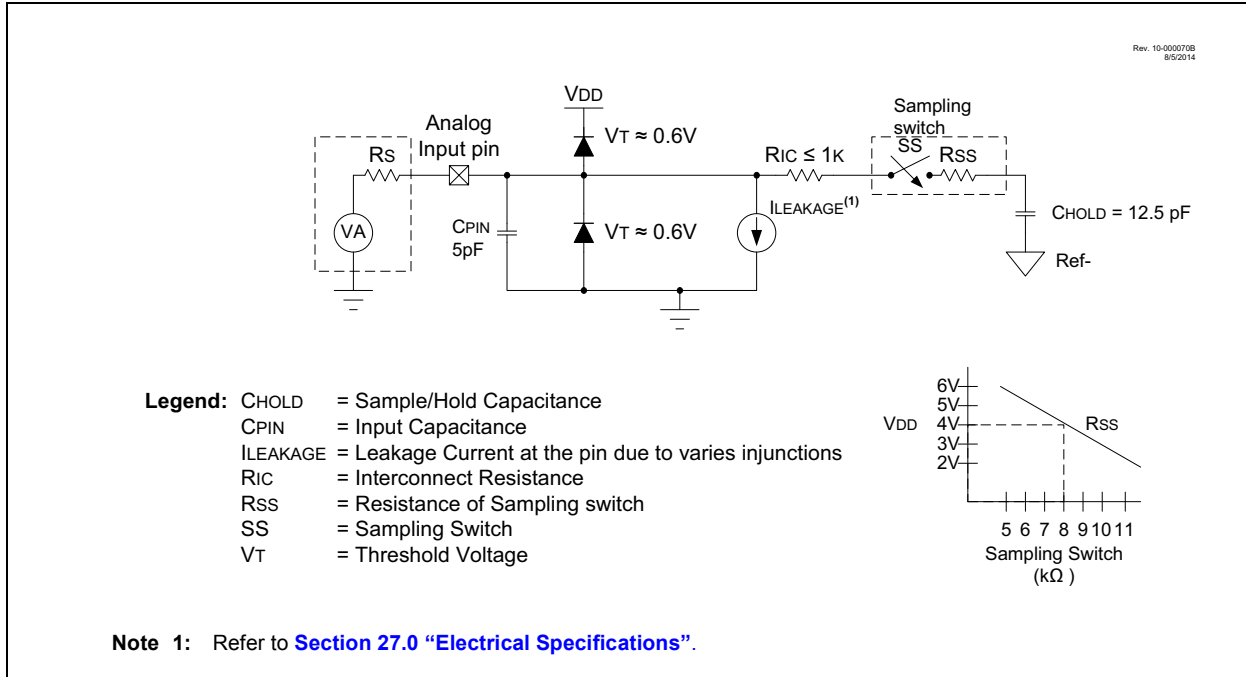 Rev. 10-000070B
8/5/2014
VDD
Sampling
switch
Analog
Input pin
VT ≈ 0.6V
RIC ≤ 1K
SS
RSS
RS
ILEAKAGE(1)
CHOLD = 12.5 pF
VA
CPIN
5pF
VT ≈ 0.6V
Ref-
Legend: CHOLD = Sample/Hold Capacitance
CPIN = Input Capacitance
ILEAKAGE = Leakage Current at the pin due to varies injunctions
RIC = Interconnect Resistance
RSS = Resistance of Sampling switch
SS = Sampling Switch
VT = Threshold Voltage
6V
5V
VDD 4V RSS
3V
2V
5 6 7 8 9 10 11
Sampling Switch
(kΩ )
Note 1: Refer to Section 27.0 “Electrical Specifications”.